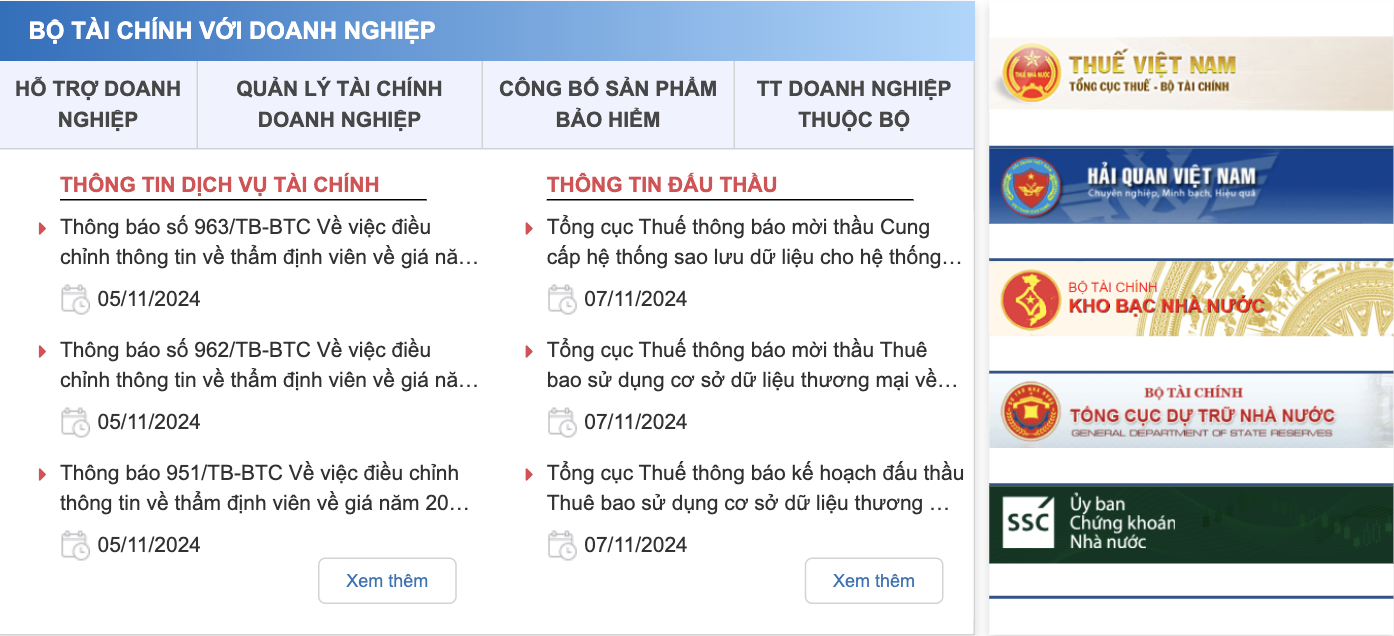 BỘ TÀI CHÍNH VỚI DOANH NGHIỆP
HỖ TRỢ DOANH
NGHIỆP
QUẢN LÝ TÀI CHÍNH
DOANH NGHIỆP
CÔNG BỐ SẢN PHẨM
BẢO HIỂM
TT DOANH NGHIỆP
THUỘC BỘ
THÔNG TIN DỊCH VỤ TÀI CHÍNH
Thông báo số 963/TB-BTC Về việc điều
chỉnh thông tin về thẩm định viên về giá nă…
05/11/2024
Thông báo số 962/TB-BTC Về việc điều
chỉnh thông tin về thẩm định viên về giá nă…
05/11/2024
Thông báo 951/TB-BTC Về việc điều chỉnh
thông tin về thẩm định viên về giá năm 20…
05/11/2024
Xem thêm
THÔNG TIN ĐẤU THẦU
Tổng cục Thuế thông báo mời thầu Cung
cấp hệ thống sao lưu dữ liệu cho hệ thống…
07/11/2024
Tổng cục Thuế thông báo mời thầu Thuê
bao sử dụng cơ sở dữ liệu thương mại về…
07/11/2024
Tổng cục Thuế thông báo kế hoạch đấu thầu
Thuê bao sử dụng cơ sở dữ liệu thương …
07/11/2024
Xem thêm
THUẾ NHÀ NƯỚC
THUẾ VIỆT NAM
TỔNG CỤC THUẾ - BỘ TÀI CHÍNH
HẢI QUAN VIỆT NAM
Chuyên nghiệp, Minh bạch, Hiệu quả
BỘ TÀI CHÍNH
KHO BẠC NHÀ NƯỚC
BỘ TÀI CHÍNH
TỔNG CỤC DỰ TRỮ NHÀ NƯỚC
GENERAL DEPARTMENT OF STATE RESERVES
SSC
Ủy ban
Chứng khoán
Nhà nước